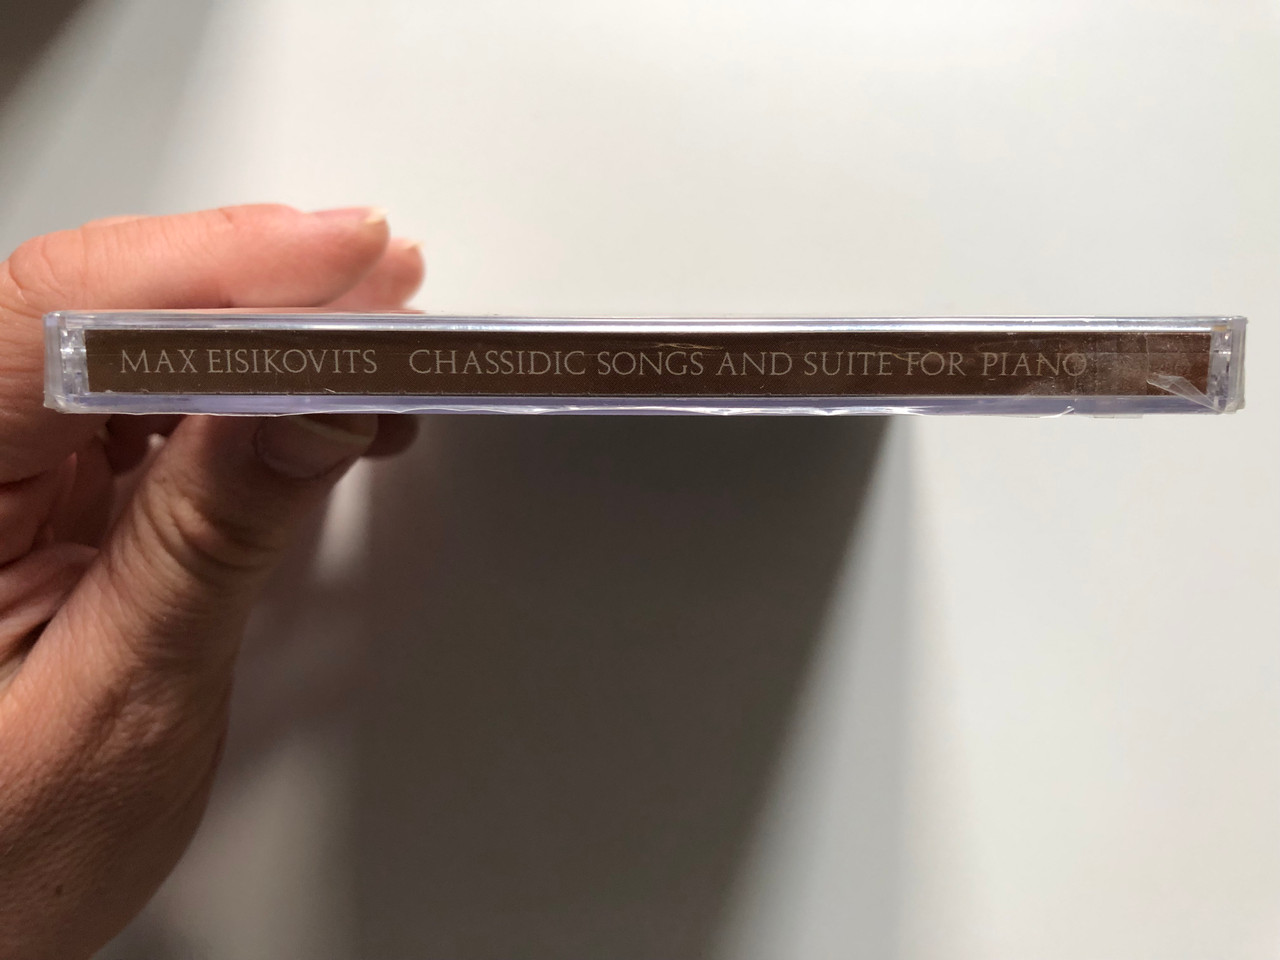 MAX EISIKOVITS CHASSIDIC SONGS AND SUITE FOR PIANO